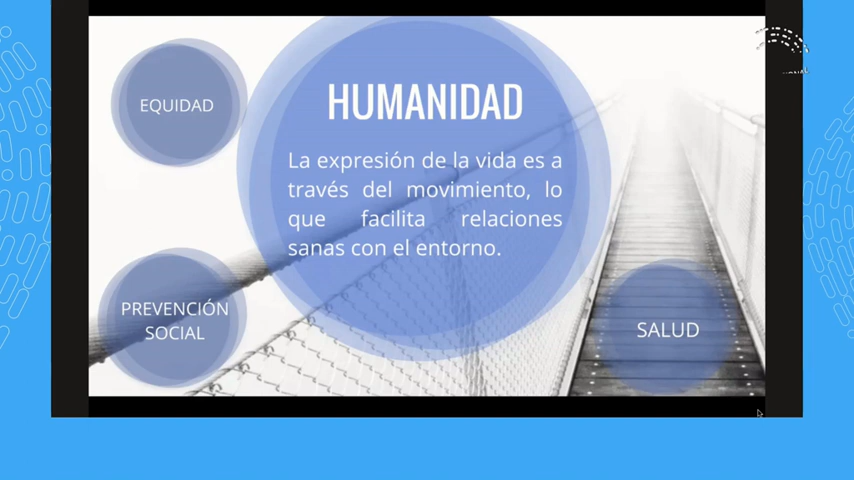 EQUIDAD
HUMANIDAD
La expresión de la vida es a
través del movimiento, lo
que facilita relaciones
sanas con el entorno.
PREVENCIÓN
SOCIAL
SALUD